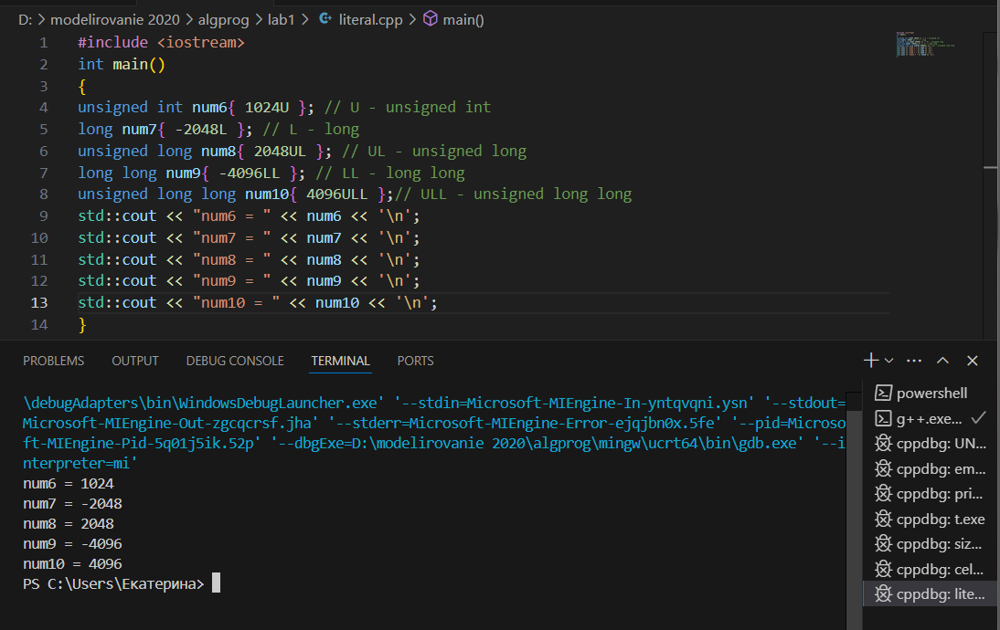 D: > modelirovanie 2020 > algprog > lab1 > literal.cpp > main()
1 #include <iostream>
2 int main()
3 {
4 unsigned int num6{ 1024U }; // U - unsigned int
5 long num7{ -2048L }; // L - long
6 unsigned long num8{ 2048UL }; // UL - unsigned long
7 long long num9{ -4096LL }; // LL - long long
8 unsigned long long num10{ 4096ULL };// ULL - unsigned long long
9 std::cout << "num6 = " << num6 << '\n';
10 std::cout << "num7 = " << num7 << '\n';
11 std::cout << "num8 = " << num8 << '\n';
12 std::cout << "num9 = " << num9 << '\n';
13 std::cout << "num10 = " << num10 << '\n';
14 }
PROBLEMS OUTPUT DEBUG CONSOLE TERMINAL PORTS
\debugAdapters\bin\WindowsDebugLauncher.exe' '--stdin=Microsoft-MIEngine-In-yntqvqni.ysn' '--stdout=
Microsoft-MIEngine-Out-zgcqcrsf.jha' '--stderr=Microsoft-MIEngine-Error-ejqjbn0x.5fe' '--pid=Microso
ft-MIEngine-Pid-5q01j5ik.52p' '--dbgExe=D:\modelirovanie 2020\algprog\mingw\ucrt64\bin\gdb.exe' '--i
nterpreter=mi'
num6 = 1024
num7 = -2048
num8 = 2048
num9 = -4096
num10 = 4096
PS C:\Users\Екатерина>
powershell
g++.exe...
cppdbg: UN...
cppdbg: em...
cppdbg: pri...
cppdbg: t.exe
cppdbg: siz...
cppdbg: cel...
cppdbg: lite...